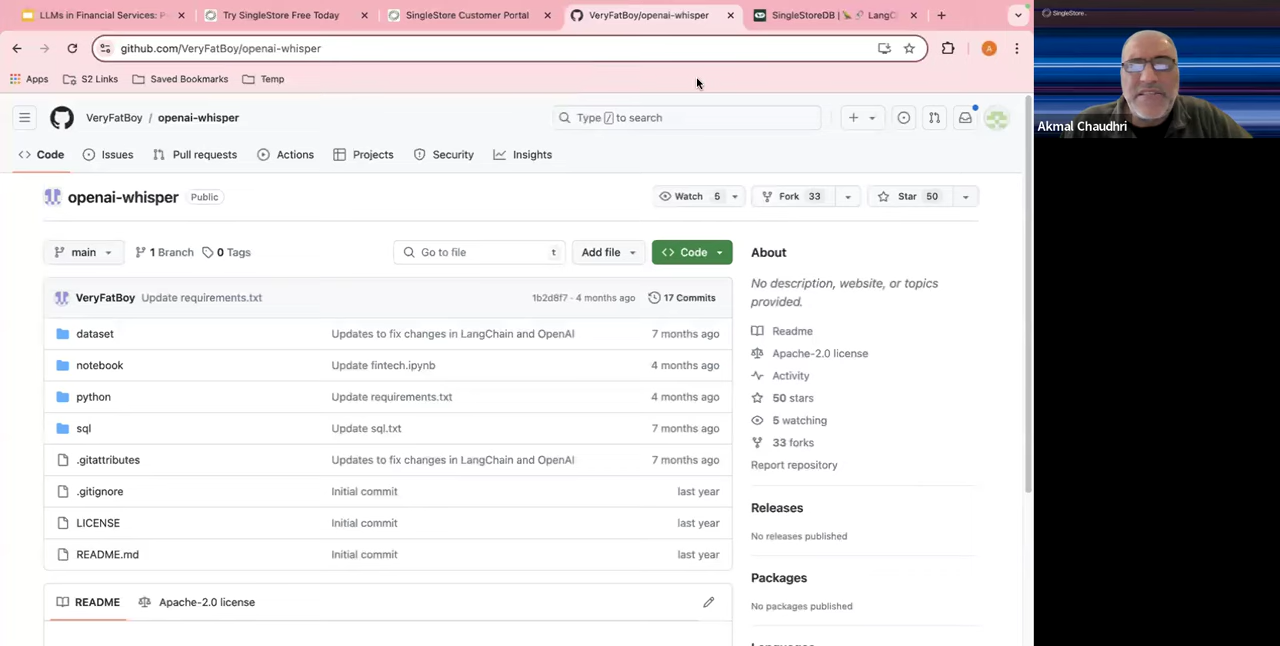 LLMs in Financial Services: P
Try SingleStore Free Today
SingleStore Customer Portal
VeryFatBoy/openai-whisper
SingleStoreDB | LangC
github.com/VeryFatBoy/openai-whisper
Apps
S2 Links
Saved Bookmarks
Temp
VeryFatBoy / openai-whisper
Type / to search
Code
Issues
Pull requests
Actions
Projects
Security
Insights
openai-whisper Public
Watch 5
Fork 33
Star 50
main
1 Branch
0 Tags
Go to file t
Add file
Code
VeryFatBoy Update requirements.txt 1b2d8f7 · 4 months ago 17 Commits
dataset Updates to fix changes in LangChain and OpenAI 7 months ago
notebook Update fintech.ipynb 4 months ago
python Update requirements.txt 4 months ago
sql Update sql.txt 7 months ago
.gitattributes Updates to fix changes in LangChain and OpenAI 7 months ago
.gitignore Initial commit last year
LICENSE Initial commit last year
README.md Initial commit last year
README
Apache-2.0 license
About
No description, website, or topics
provided.
Readme
Apache-2.0 license
Activity
50 stars
5 watching
33 forks
Report repository
Releases
No releases published
Packages
No packages published
SingleStore
Akmal Chaudhri